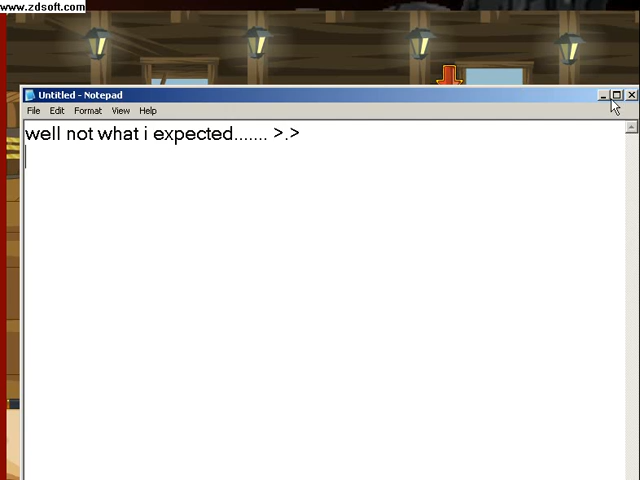 www.zdsoft.com
Untitled - Notepad
File Edit Format View Help
well not what i expected....... >.>